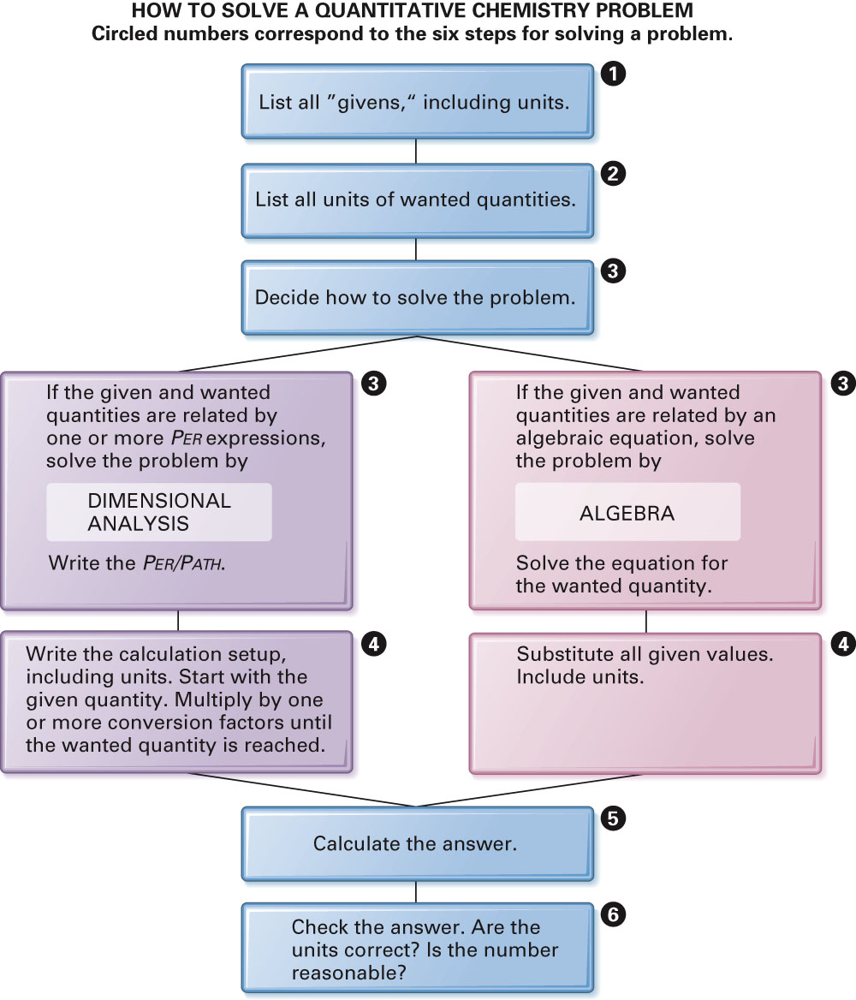 HOW TO SOLVE A QUANTITATIVE CHEMISTRY PROBLEM
Circled numbers correspond to the six steps for solving a problem.
1
List all ”givens,“ including units.
2
List all units of wanted quantities.
3
Decide how to solve the problem.
3
If the given and wanted
quantities are related by
one or more PER expressions,
solve the problem by
DIMENSIONAL
ANALYSIS
Write the PER/PATH.
3
If the given and wanted
quantities are related by an
algebraic equation, solve
the problem by
ALGEBRA
Solve the equation for
the wanted quantity.
4
Write the calculation setup,
including units. Start with the
given quantity. Multiply by one
or more conversion factors until
the wanted quantity is reached.
4
Substitute all given values.
Include units.
5
Calculate the answer.
6
Check the answer. Are the
units correct? Is the number
reasonable?